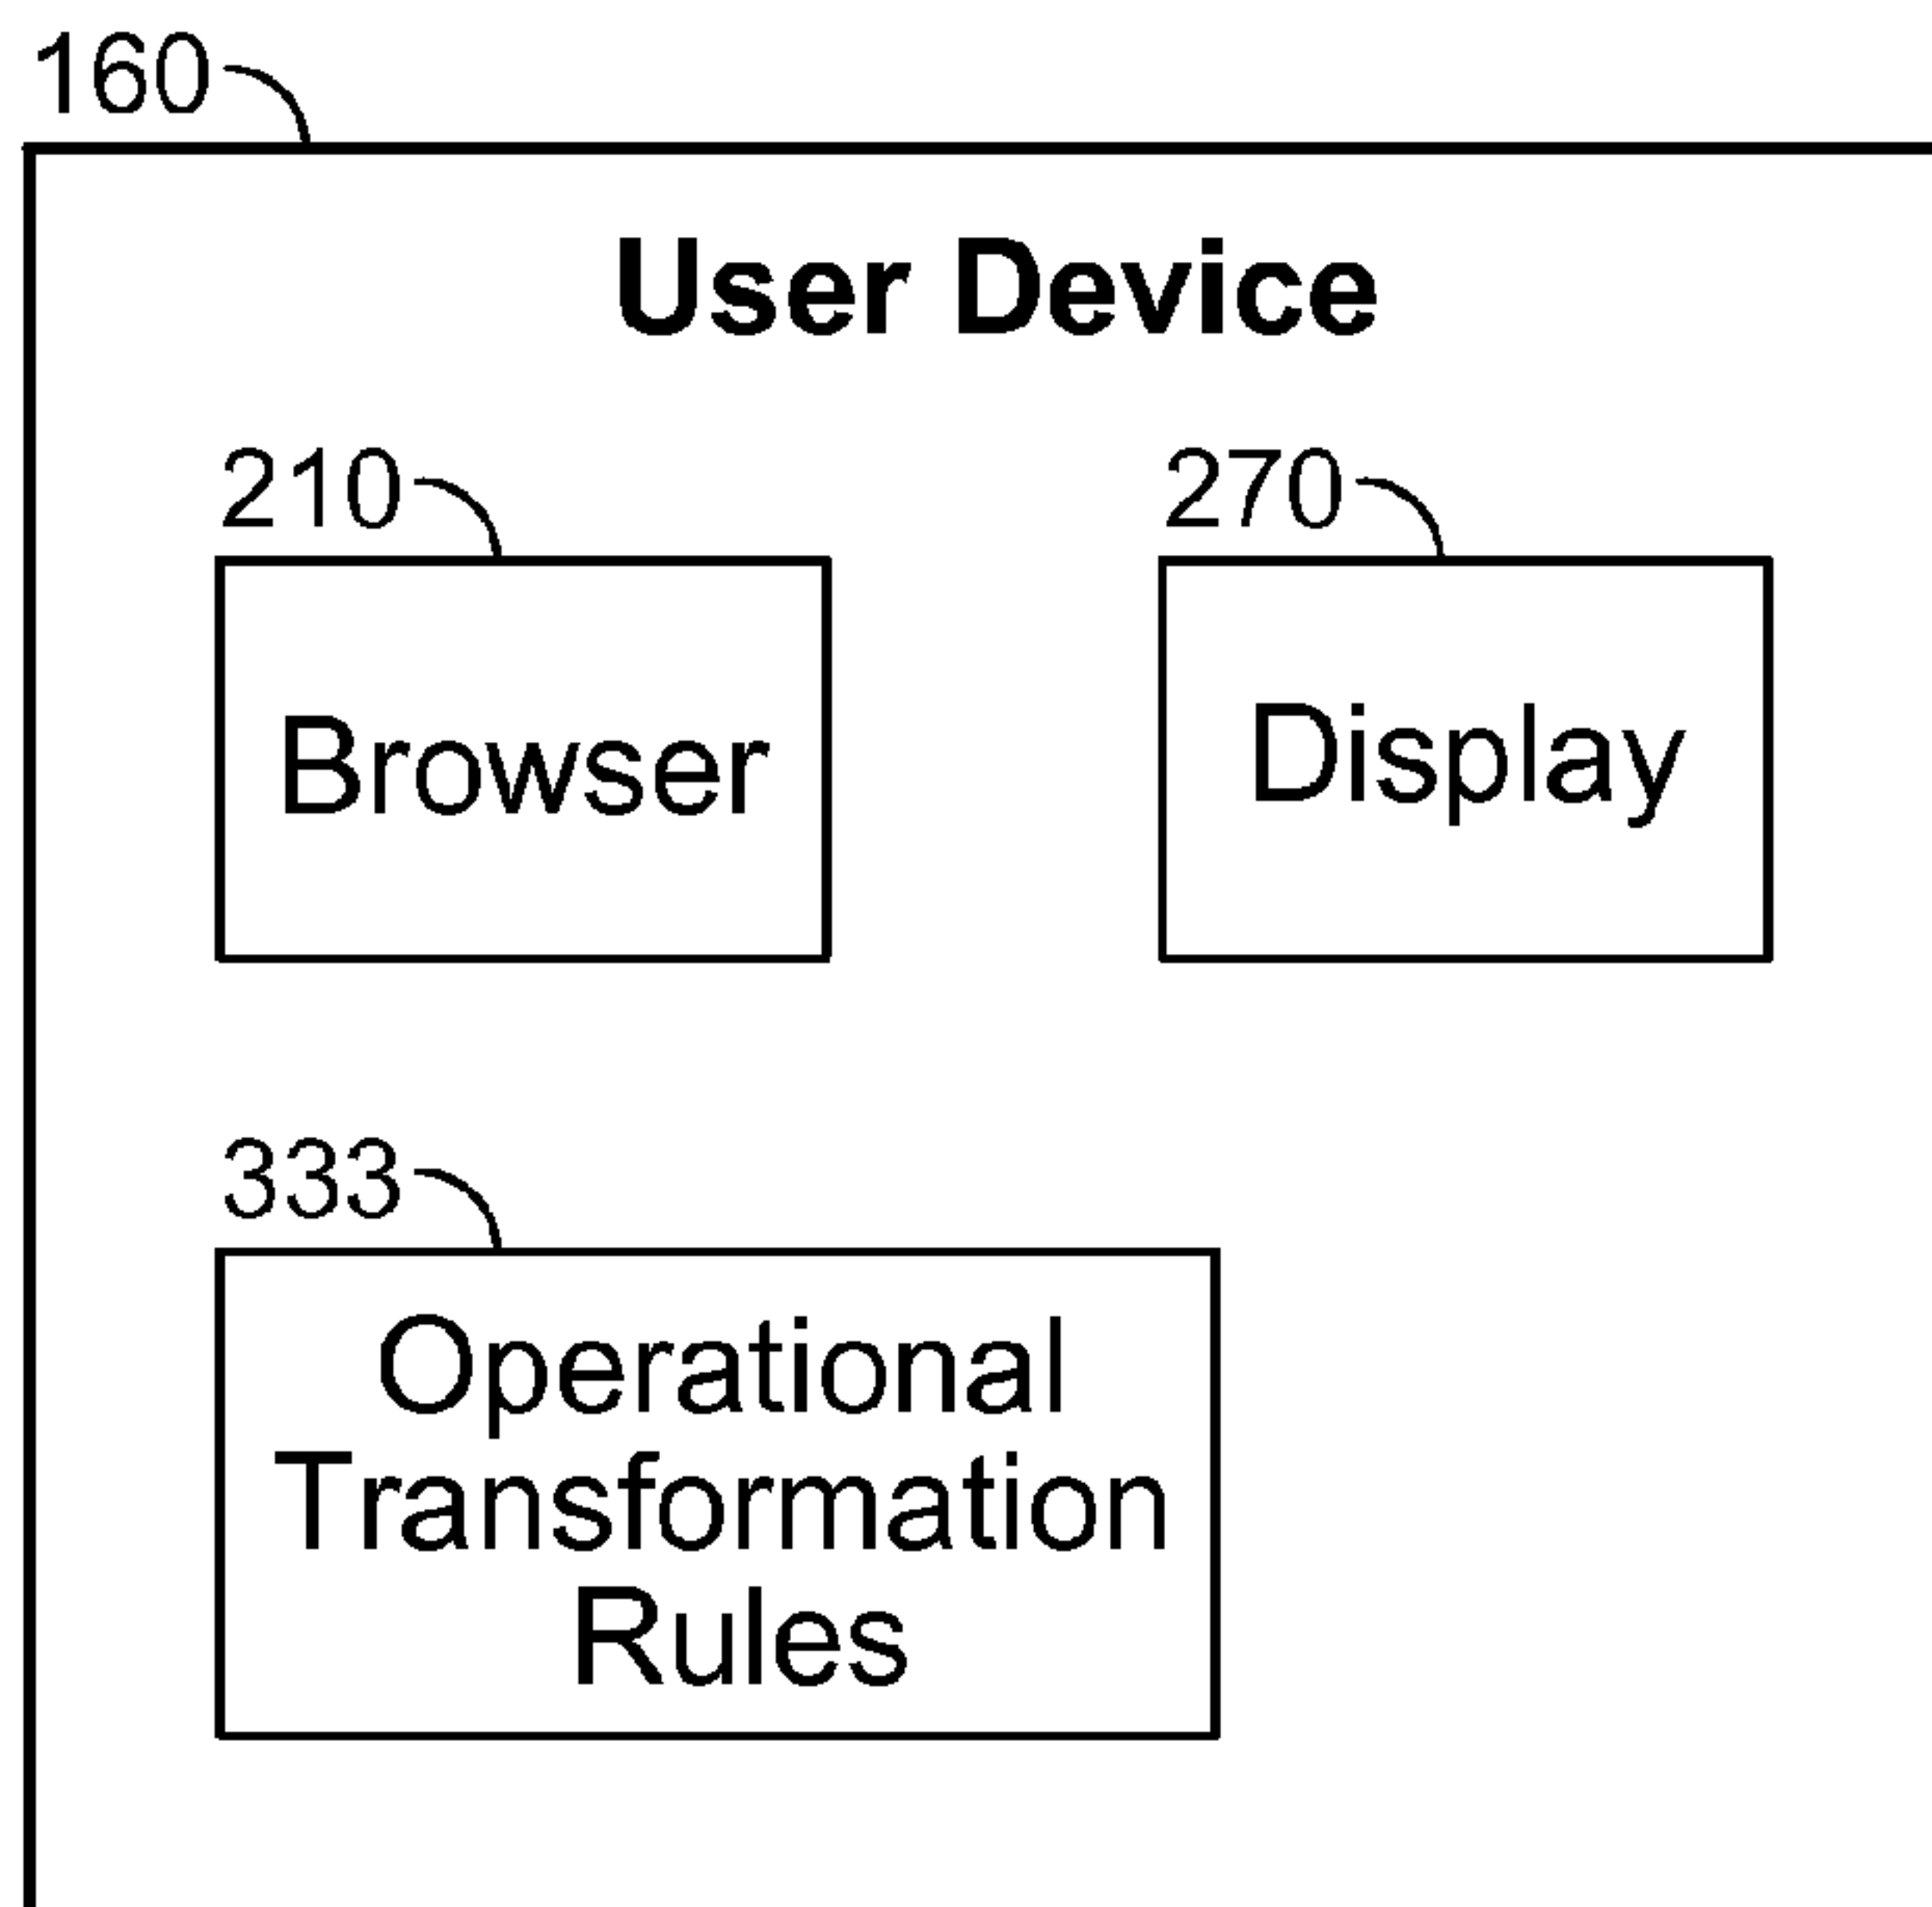 160
User Device
210
270
Browser
Display
333
Operational
Transformation
Rules